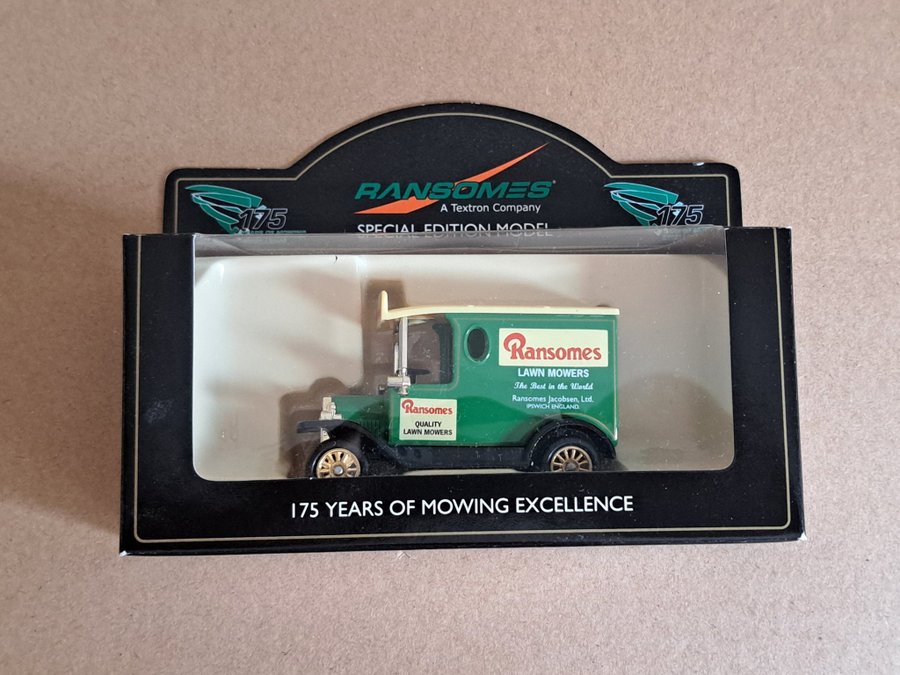 RANSOMES
A Textron Company
SPECIAL EDITION MODEL
175
175
Ransomes
LAWN MOWERS
The Best in the World
Ransomes Jacobsen, Ltd.
IPSWICH ENGLAND.
Ransomes
QUALITY
LAWN MOWERS
175 YEARS OF MOWING EXCELLENCE